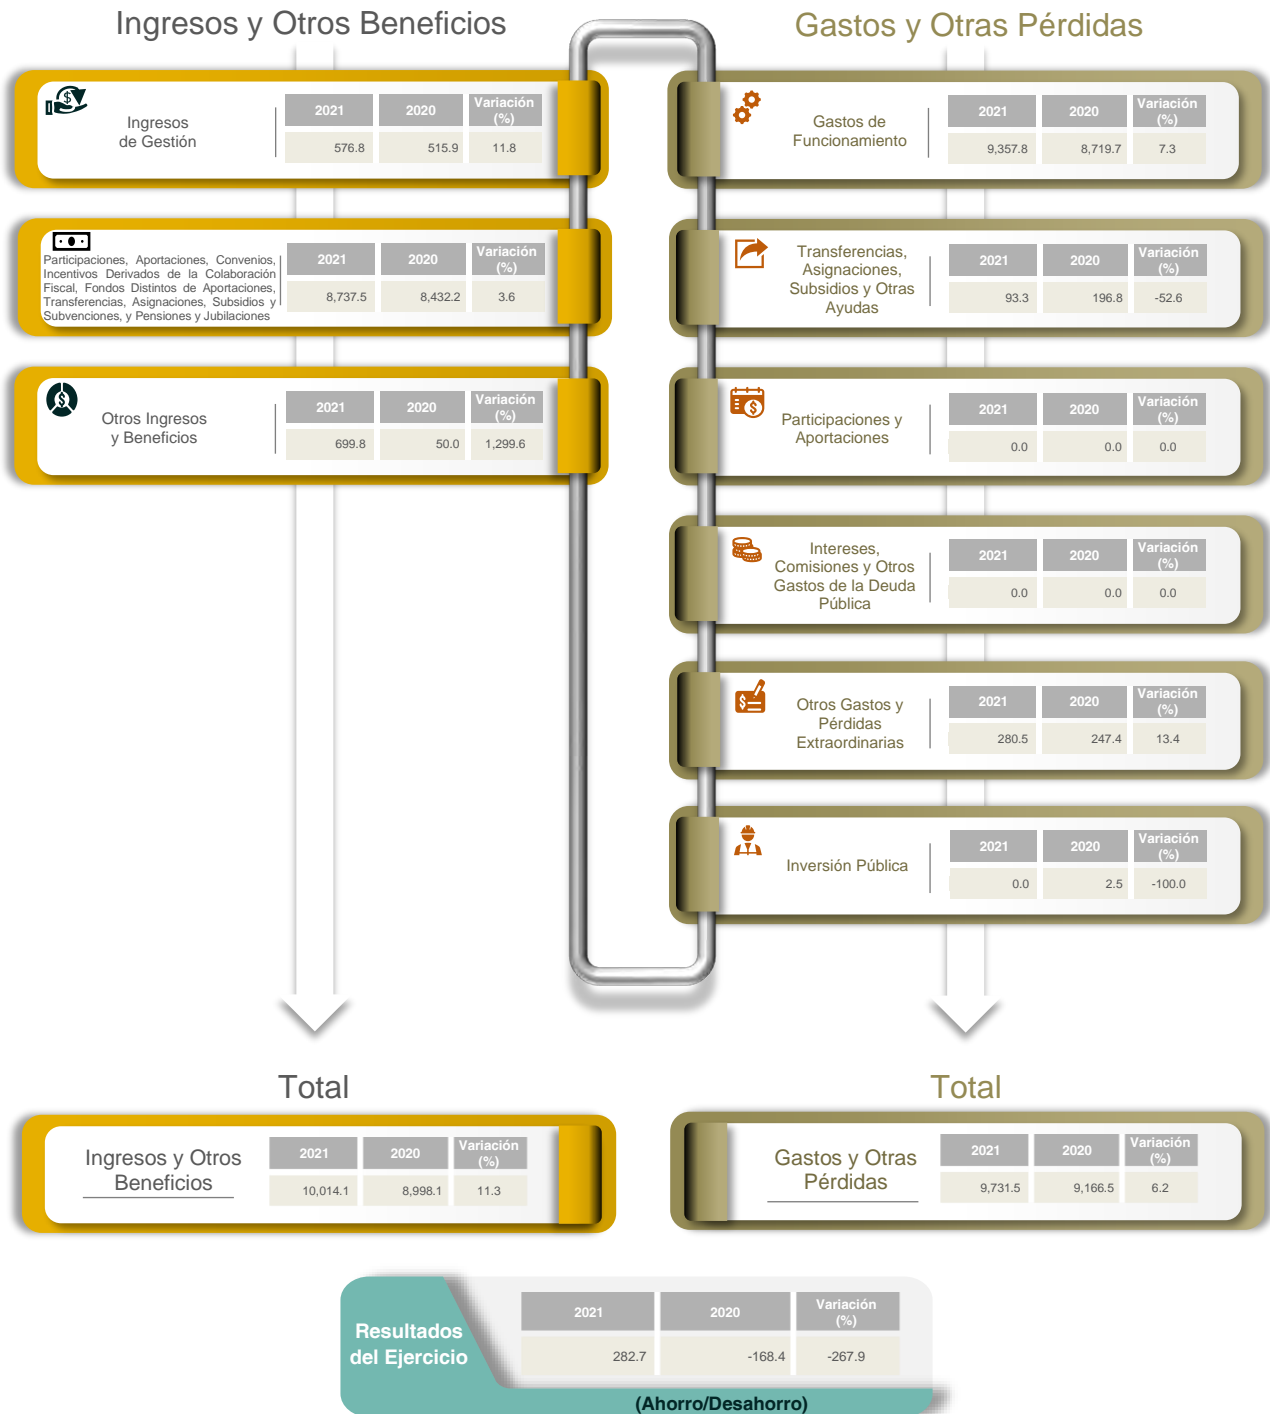 Ingresos y Otros Beneficios
Ingresos
de Gestión
2021 2020 Variación (%)
576.8 515.9 11.8
Participaciones, Aportaciones, Convenios,
Incentivos Derivados de la Colaboración
Fiscal, Fondos Distintos de Aportaciones,
Transferencias, Asignaciones, Subsidios y
Subvenciones, y Pensiones y Jubilaciones
2021 2020 Variación (%)
8,737.5 8,432.2 3.6
Otros Ingresos
y Beneficios
2021 2020 Variación (%)
699.8 50.0 1,299.6
Gastos y Otras Pérdidas
Gastos de
Funcionamiento
2021 2020 Variación (%)
9,357.8 8,719.7 7.3
Transferencias,
Asignaciones,
Subsidios y Otras
Ayudas
2021 2020 Variación (%)
93.3 196.8 -52.6
Participaciones y
Aportaciones
2021 2020 Variación (%)
0.0 0.0 0.0
Intereses,
Comisiones y Otros
Gastos de la Deuda
Pública
2021 2020 Variación (%)
0.0 0.0 0.0
Otros Gastos y
Pérdidas
Extraordinarias
2021 2020 Variación (%)
280.5 247.4 13.4
Inversión Pública
2021 2020 Variación (%)
0.0 2.5 -100.0
Total
Ingresos y Otros
Beneficios
2021 2020 Variación (%)
10,014.1 8,998.1 11.3
Total
Gastos y Otras
Pérdidas
2021 2020 Variación (%)
9,731.5 9,166.5 6.2
Resultados
del Ejercicio
2021 2020 Variación (%)
282.7 -168.4 -267.9
(Ahorro/Desahorro)